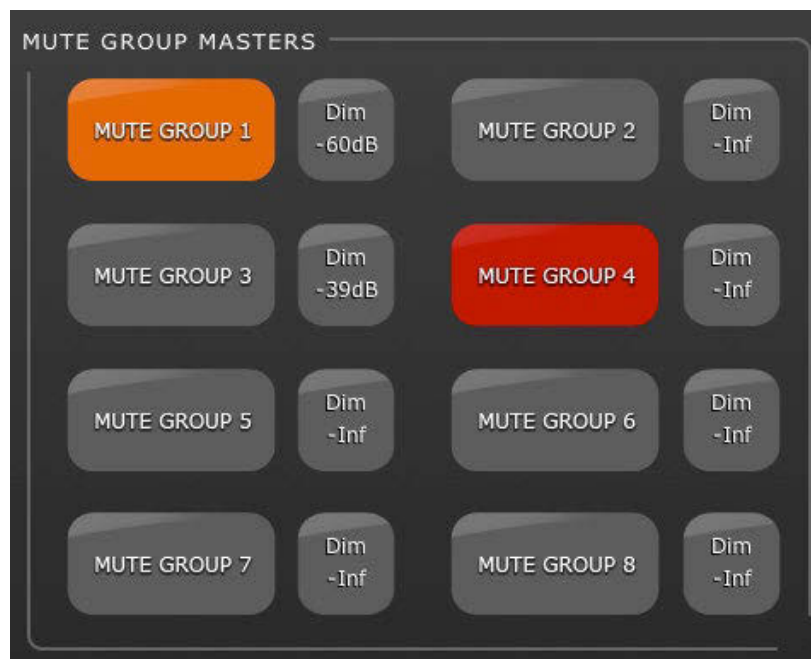 MUTE GROUP MASTERS
MUTE GROUP 1
Dim
-60dB
MUTE GROUP 2
Dim
-Inf
MUTE GROUP 3
Dim
-39dB
MUTE GROUP 4
Dim
-Inf
MUTE GROUP 5
Dim
-Inf
MUTE GROUP 6
Dim
-Inf
MUTE GROUP 7
Dim
-Inf
MUTE GROUP 8
Dim
-Inf